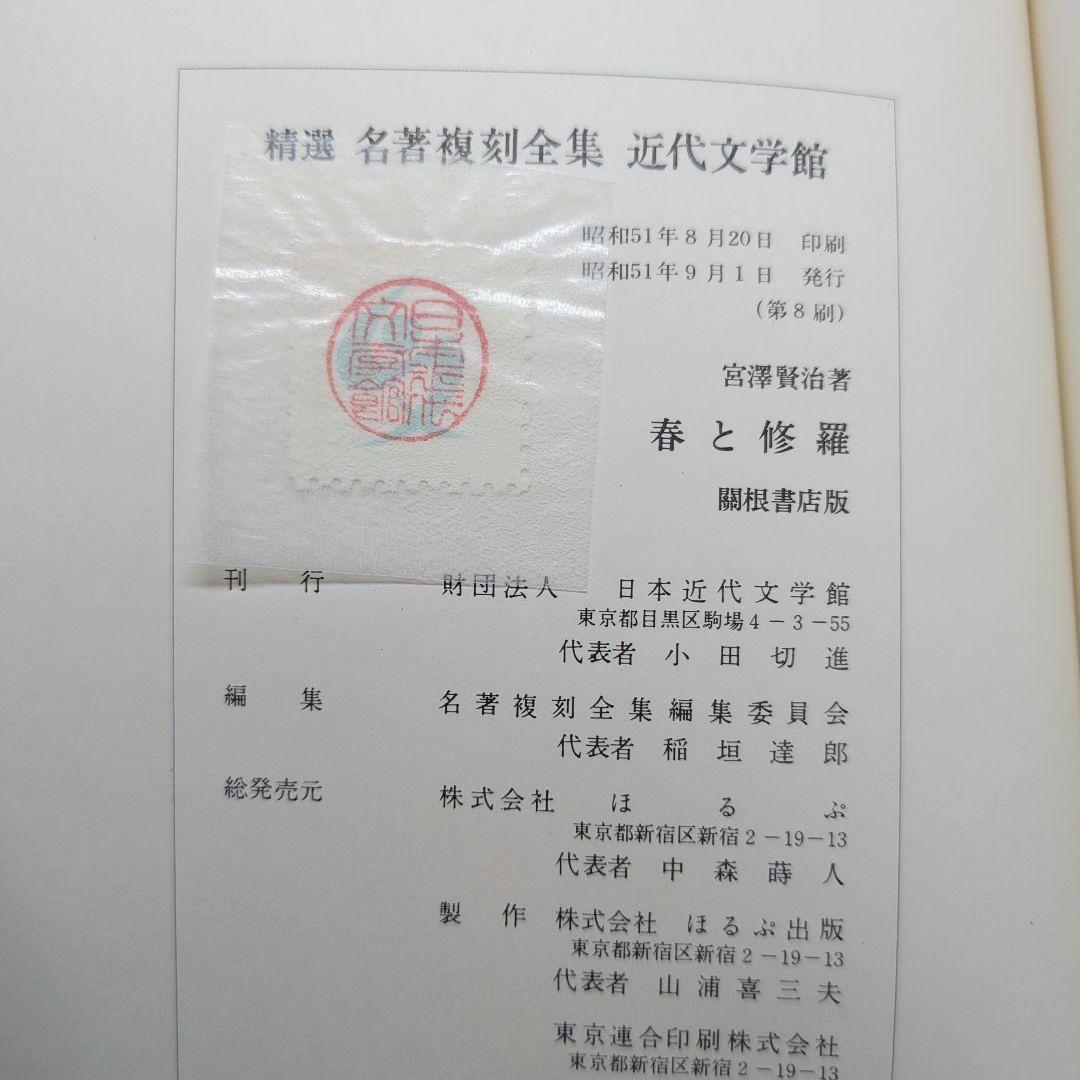 精選 名著複刻全集 近代文学館
昭和51年8月20日 印刷
昭和51年9月1日 発行
(第8刷)
宮澤賢治著
春と修羅
關根書店版
刊行 財団法人 日本近代文学館
東京都目黒区駒場4-3-55
代表者 小田切進
編集 名著複刻全集編集委員会
代表者 稲垣達郎
総発売元 株式会社 ほるぷ
東京都新宿区新宿2-19-13
代表者 中森蒔人
製作 株式会社 ほるぷ出版
東京都新宿区新宿2-19-13
代表者 山浦喜三夫
東京連合印刷株式会社
東京都新宿区新宿2-19-13
日本近代文学館